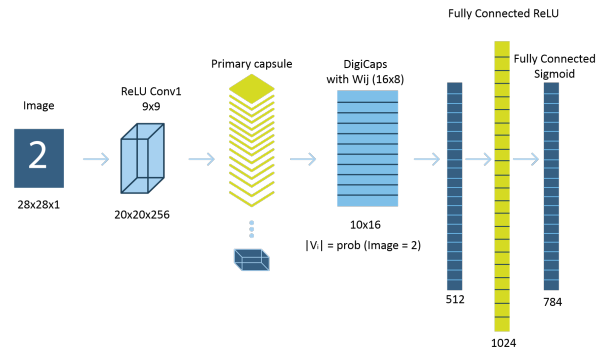 Image
2
28x28x1
ReLU Conv1
9x9
20x20x256
Primary capsule
DigiCaps
with Wij (16x8)
10x16
|Vᵢ| = prob (Image = 2)
Fully Connected ReLU
512
1024
Fully Connected
Sigmoid
784